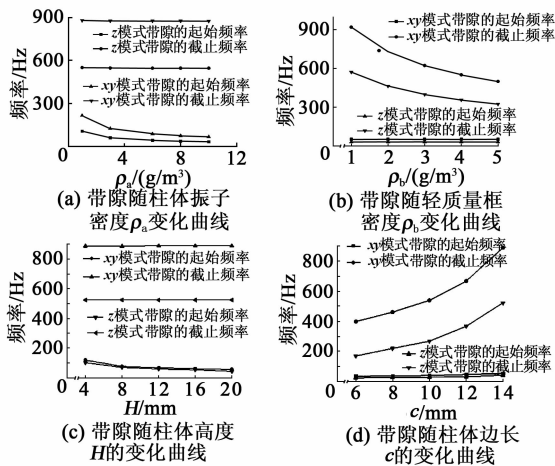 900
600
300
0
频率/Hz
z模式带隙的起始频率
z模式带隙的截止频率
xy模式带隙的起始频率
xy模式带隙的截止频率
0 4 8 12
ρa/(g/m³)
(a) 带隙随柱体振子
密度ρa变化曲线
900
600
300
0
频率/Hz
xy模式带隙的起始频率
xy模式带隙的截止频率
z模式带隙的起始频率
z模式带隙的截止频率
1 2 3 4 5
ρb/(g/m³)
(b) 带隙随轻质量框
密度ρb变化曲线
800
600
400
200
0
频率/Hz
xy模式带隙的起始频率
xy模式带隙的截止频率
z模式带隙的起始频率
z模式带隙的截止频率
4 8 12 16 20
H/mm
(c) 带隙随柱体高度
H的变化曲线
800
600
400
200
0
频率/Hz
xy模式带隙的起始频率
xy模式带隙的截止频率
z模式带隙的起始频率
z模式带隙的截止频率
6 8 10 12 14
c/mm
(d) 带隙随柱体边长
c的变化曲线